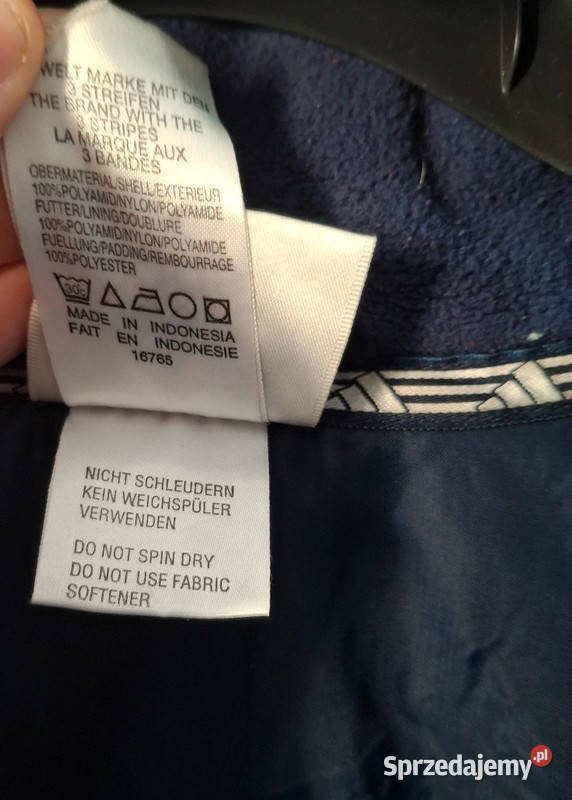 WELT MARKE MIT DEN
3 STREIFEN
THE BRAND WITH THE
3 STRIPES
LA MARQUE AUX
3 BANDES
OBERMATERIAL/SHELL/EXTERIEUR
100%POLYAMID/NYLON/POLYAMIDE
FUTTER/LINING/DOUBLURE
100%POLYAMID/NYLON/POLYAMIDE
FUELLUNG/PADDING/REMBOURRAGE
100%POLYESTER
30c
MADE IN INDONESIA
FAIT EN INDONESIE
16765
NICHT SCHLEUDERN
KEIN WEICHSPÜLER
VERWENDEN
DO NOT SPIN DRY
DO NOT USE FABRIC
SOFTENER
Sprzedajemy.pl